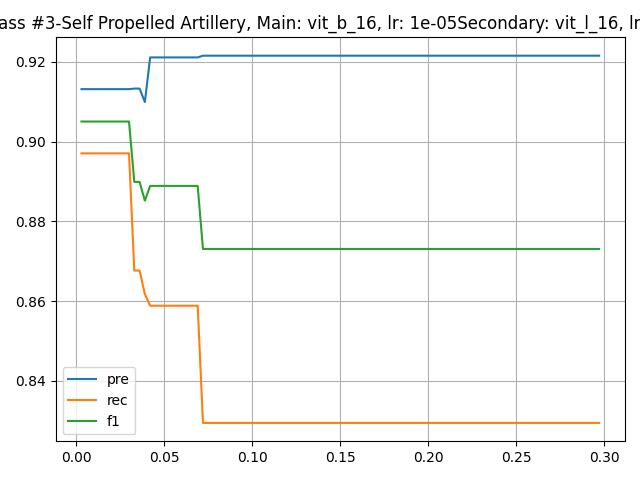 ass #3-Self Propelled Artillery, Main: vit_b_16, lr: 1e-05Secondary: vit_l_16, lr
0.92
0.90
0.88
0.86
0.84
pre
rec
f1
0.00 0.05 0.10 0.15 0.20 0.25 0.30